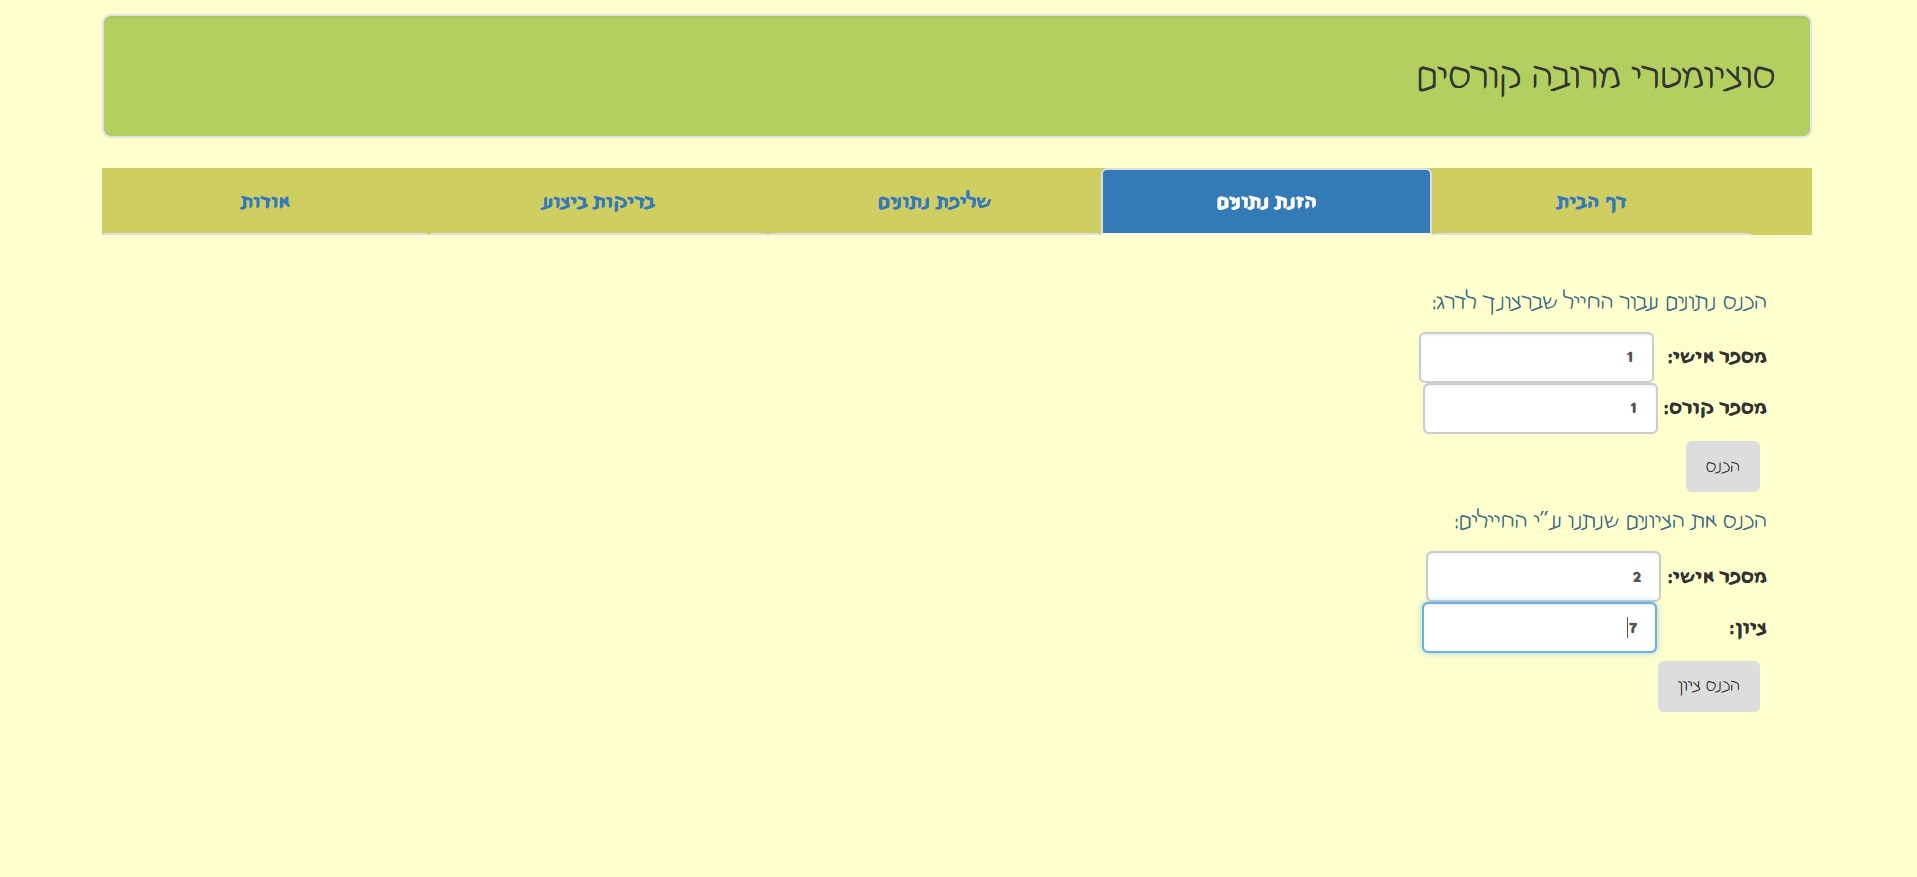 סוציומטרי מרובה קורסים
דף הבית הזנת נתונים שליפת נתונים בדיקות ביצוע אודות
הכנס נתונים עבור החייל שברצונך לדרג:
מספר אישי: 1
מספר קורס: 1
הכנס
הכנס את הציונים שנתנו ע"י החיילים:
מספר אישי: 2
ציון: 7
הכנס ציון